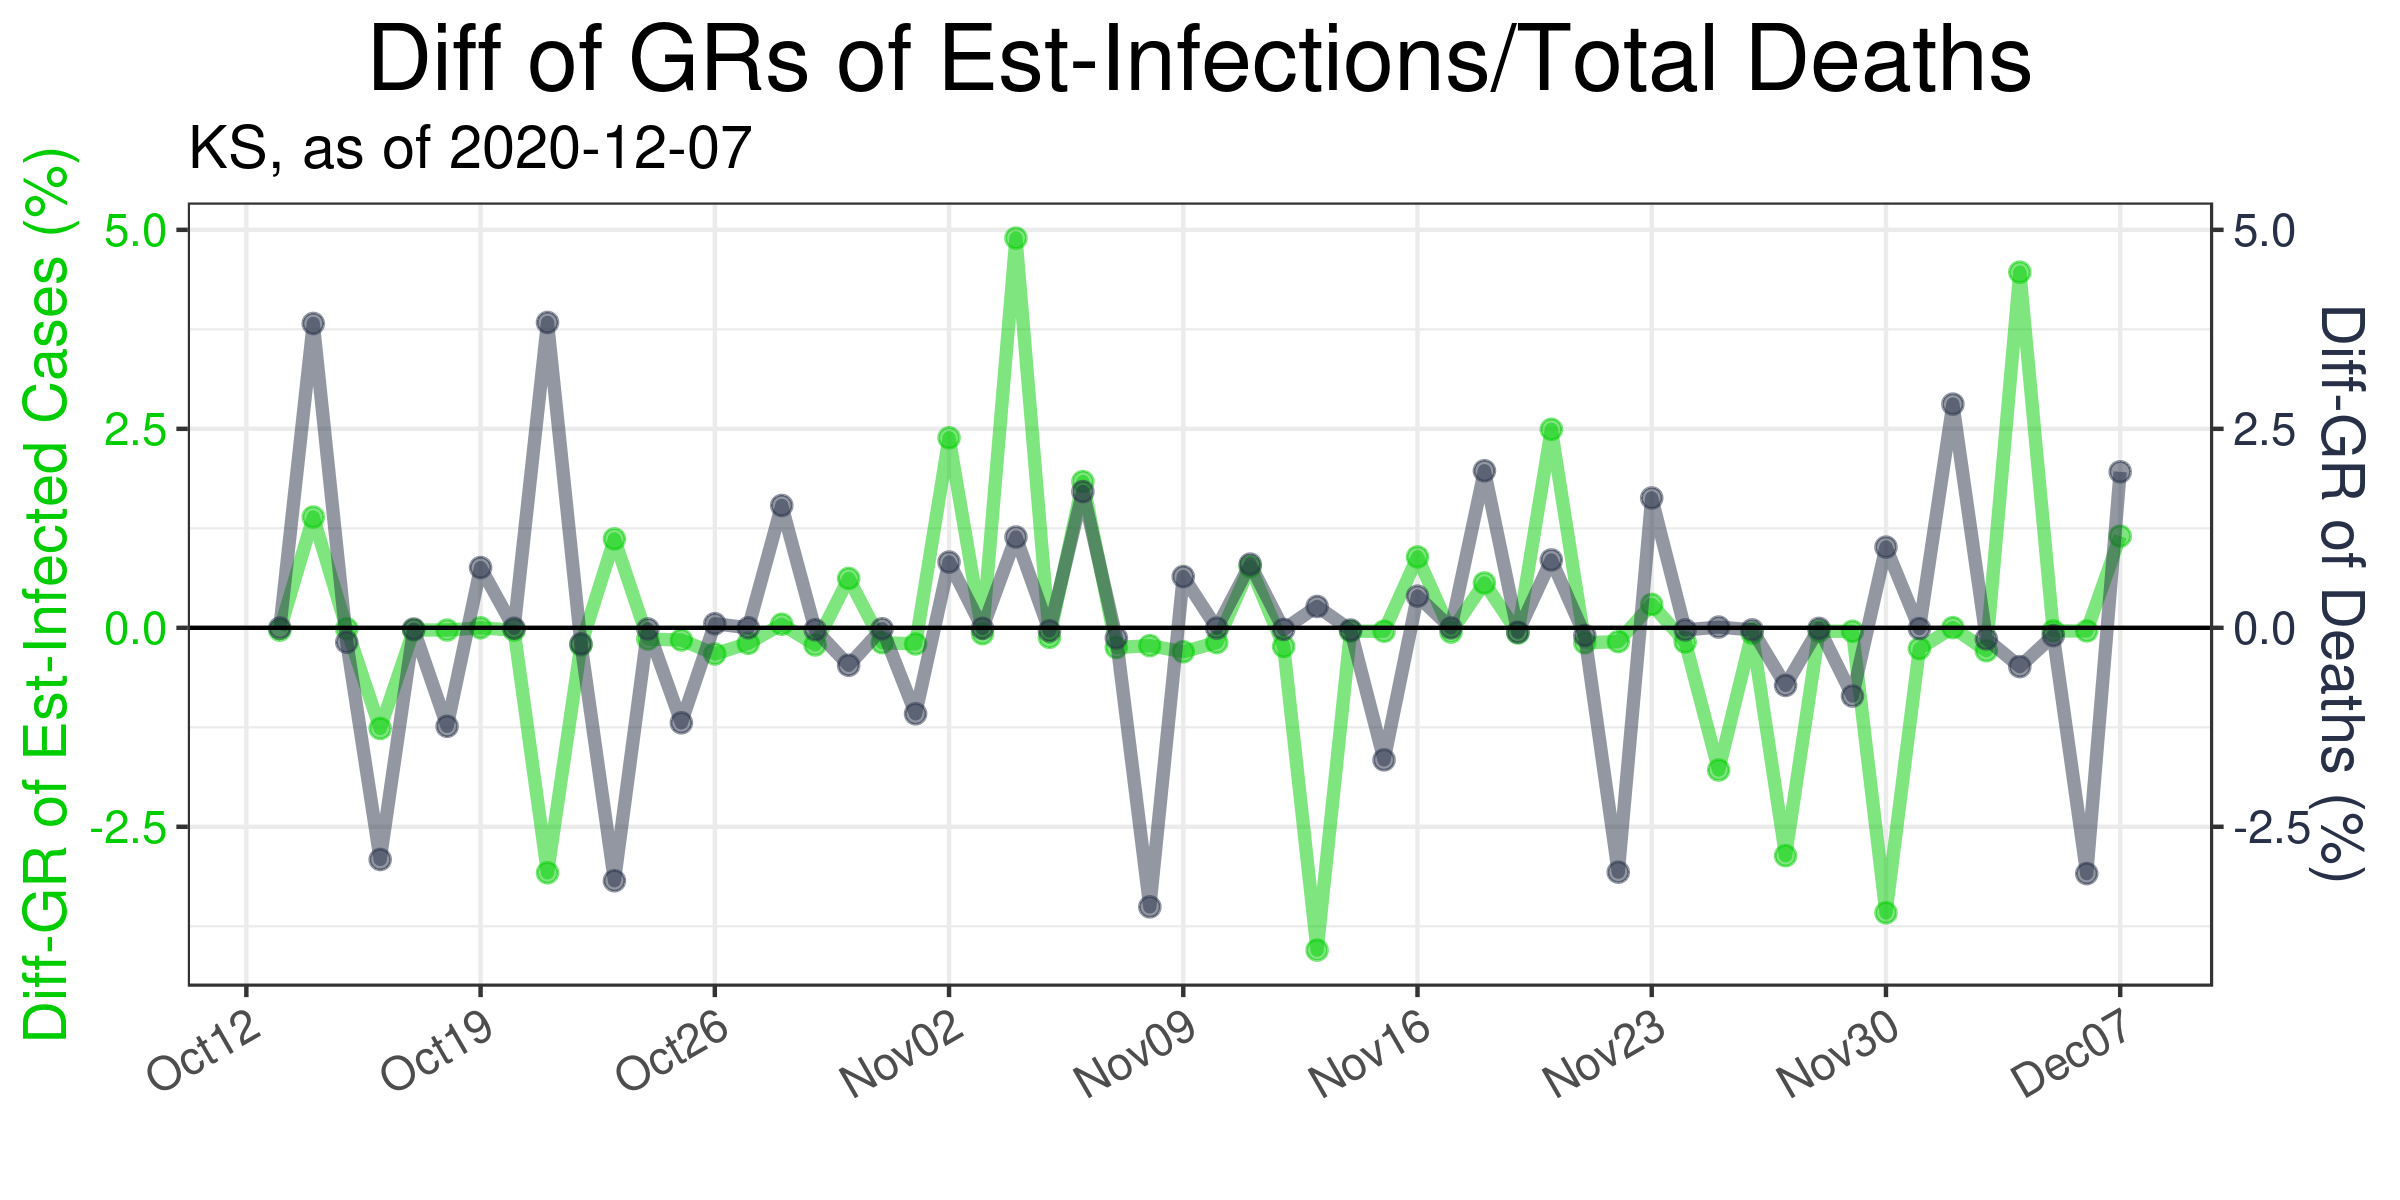 Diff of GRs of Est-Infections/Total Deaths
KS, as of 2020-12-07
Diff-GR of Est-Infected Cases (%)
5.0
2.5
0.0
-2.5
5.0
2.5
0.0
-2.5
Diff-GR of Deaths (%)
Oct12 Oct19 Oct26 Nov02 Nov09 Nov16 Nov23 Nov30 Dec07